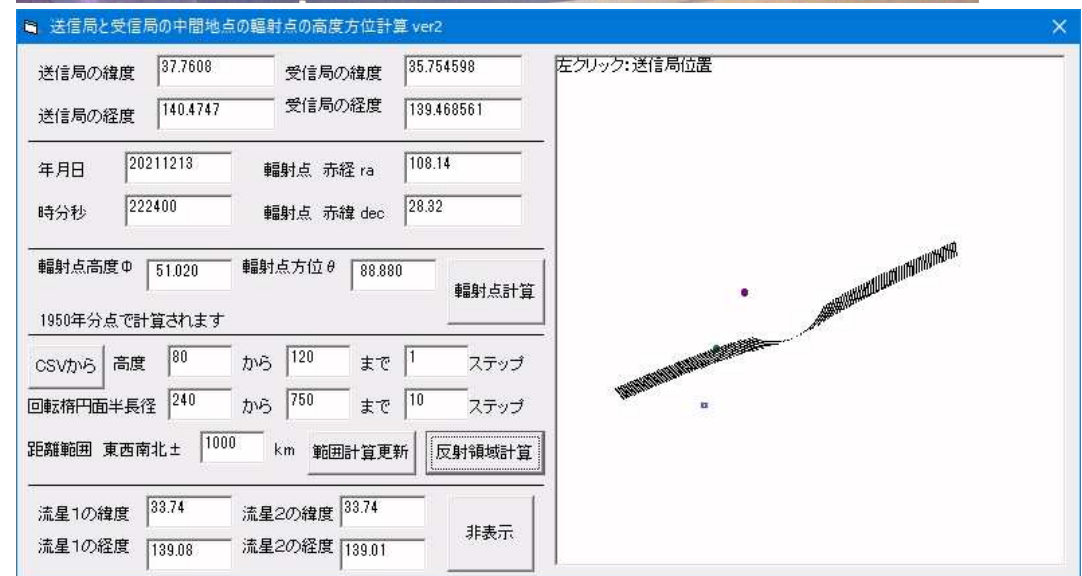 送信局と受信局の中間地点の輻射点の高度方位計算 ver2
送信局の緯度 37.7608 受信局の緯度 35.754598
送信局の経度 140.4747 受信局の経度 139.468561
年月日 20211213 輻射点 赤経 ra 108.14
時分秒 222400 輻射点 赤緯 dec 28.32
輻射点高度Φ 51.020 輻射点方位θ 88.880 輻射点計算
1950年分点で計算されます
CSVから 高度 80 から 120 まで 1 ステップ
回転楕円面半長径 240 から 750 まで 10 ステップ
距離範囲 東西南北± 1000 km 範囲計算更新 反射領域計算
流星1の緯度 33.74 流星2の緯度 33.74
流星1の経度 139.08 流星2の経度 139.01 非表示
左クリック:送信局位置